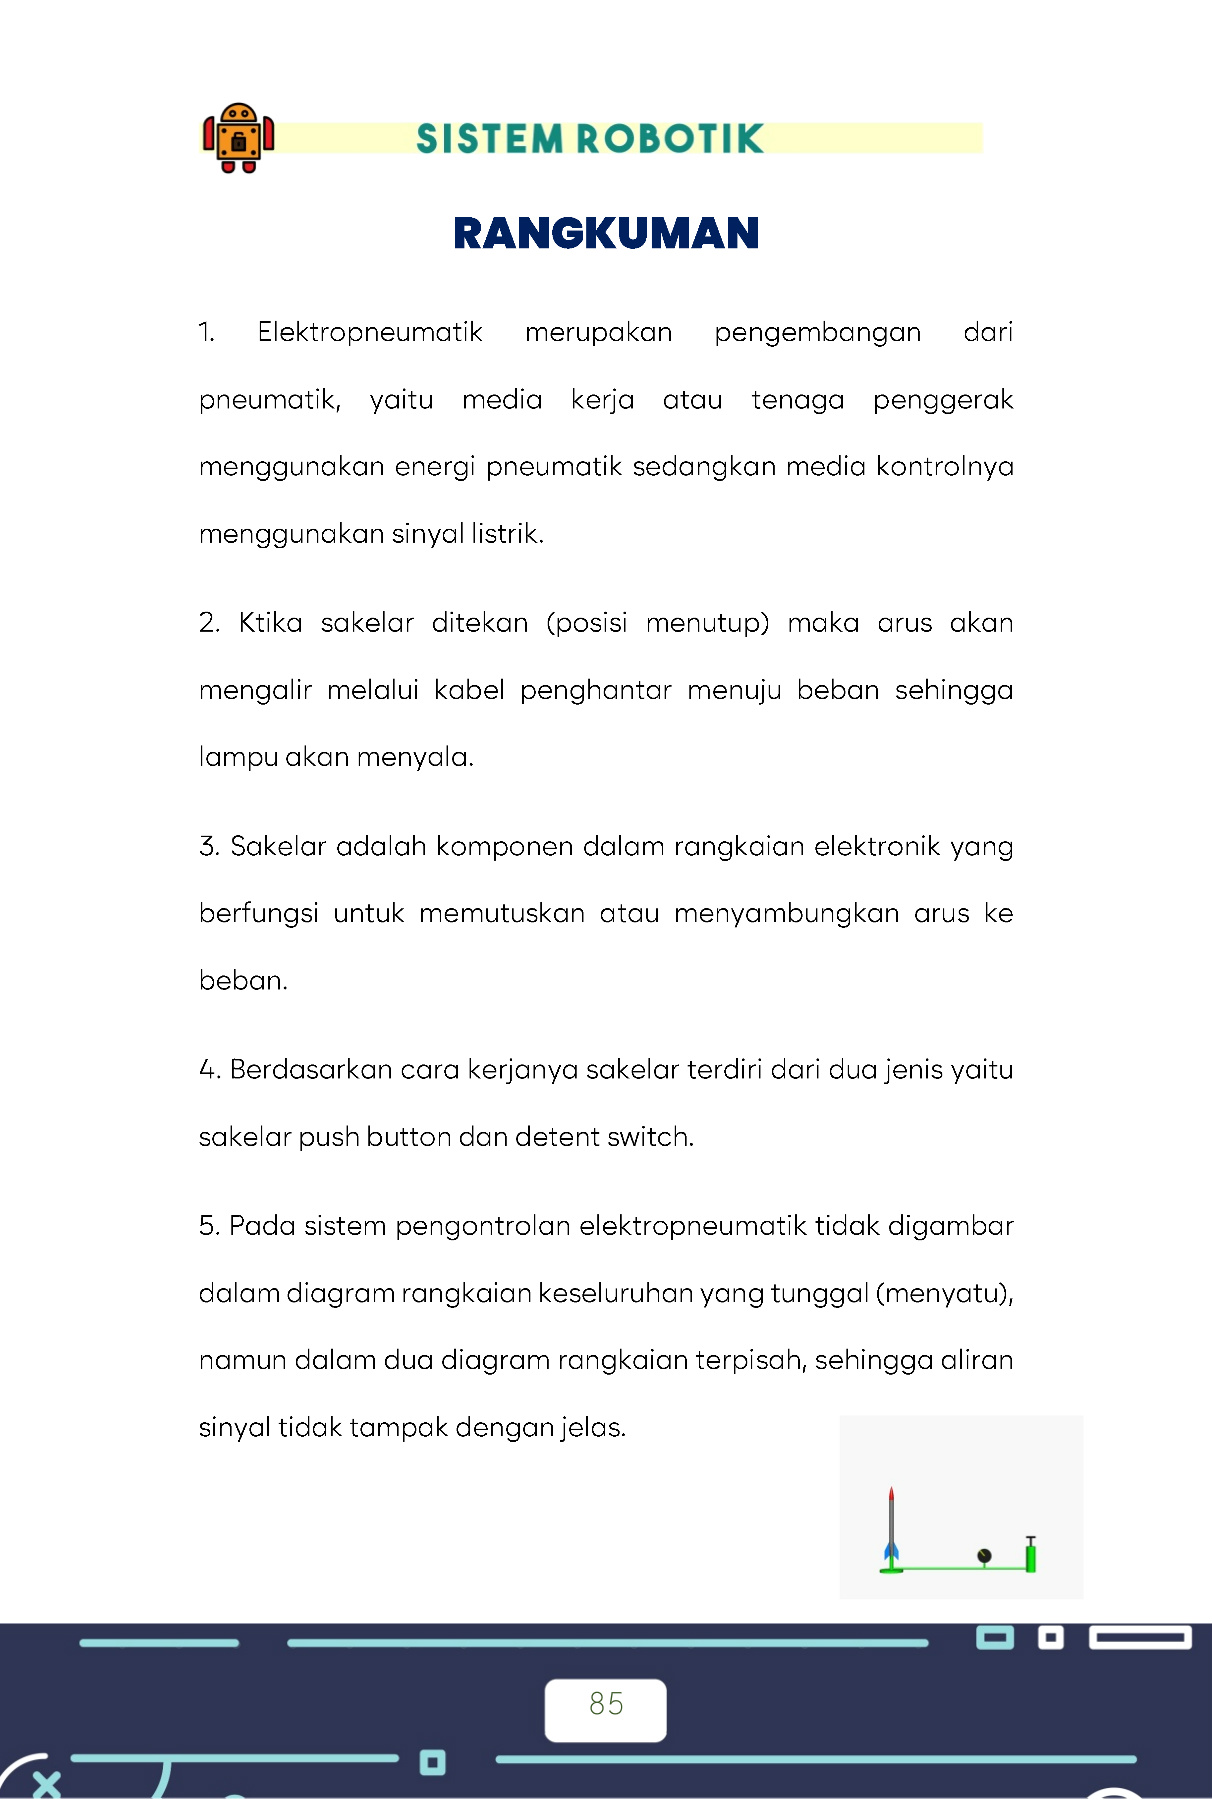 SISTEM ROBOTIK
RANGKUMAN
1. Elektropneumatik merupakan pengembangan dari
pneumatik, yaitu media kerja atau tenaga penggerak
menggunakan energi pneumatik sedangkan media kontrolnya
menggunakan sinyal listrik.
2. Ktika sakelar ditekan (posisi menutup) maka arus akan
mengalir melalui kabel penghantar menuju beban sehingga
lampu akan menyala.
3. Sakelar adalah komponen dalam rangkaian elektronik yang
berfungsi untuk memutuskan atau menyambungkan arus ke
beban.
4. Berdasarkan cara kerjanya sakelar terdiri dari dua jenis yaitu
sakelar push button dan detent switch.
5. Pada sistem pengontrolan elektropneumatik tidak digambar
dalam diagram rangkaian keseluruhan yang tunggal (menyatu),
namun dalam dua diagram rangkaian terpisah, sehingga aliran
sinyal tidak tampak dengan jelas.
85